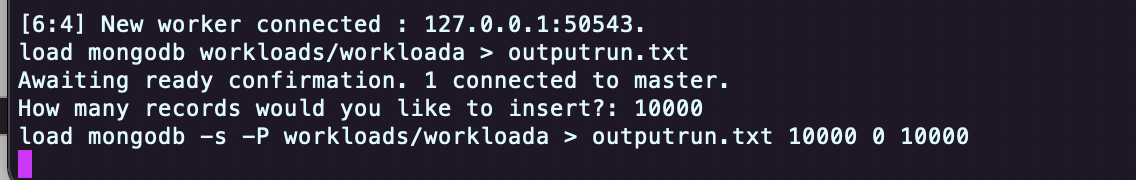 [6:4] New worker connected : 127.0.0.1:50543.
load mongodb workloads/workloada > outputrun.txt
Awaiting ready confirmation. 1 connected to master.
How many records would you like to insert?: 10000
load mongodb -s -P workloads/workloada > outputrun.txt 10000 0 10000